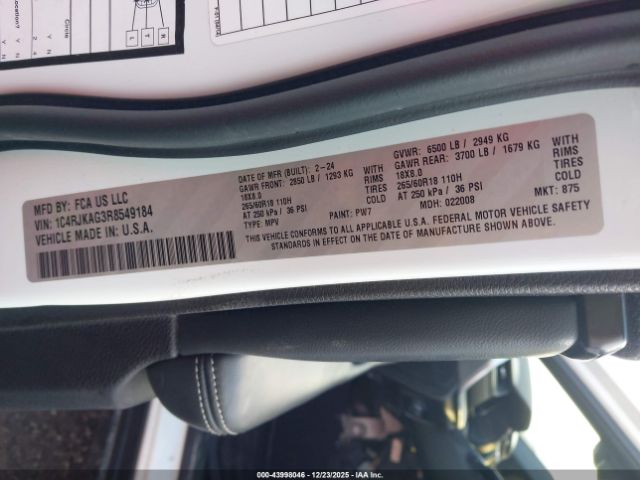 MFD BY: FCA US LLC
VIN: 1C4RJKAG3R8549184
VEHICLE MADE IN: U.S.A.
DATE OF MFR (BUILT): 2-24
GAWR FRONT: 2850 LB / 1293 KG WITH
18X8.0 RIMS
265/60R18 110H TIRES
AT 250 kPa / 36 PSI COLD
TYPE: MPV PAINT: PW7
GVWR: 6500 LB / 2949 KG
GAWR REAR: 3700 LB / 1679 KG WITH
18X8.0 RIMS
265/60R18 110H TIRES
AT 250 kPa / 36 PSI COLD
MDH: 022008 MKT: 875
THIS VEHICLE CONFORMS TO ALL APPLICABLE U.S.A. FEDERAL MOTOR VEHICLE SAFETY
STANDARDS IN EFFECT ON THE DATE OF MANUFACTURE SHOWN ABOVE.
Circle
L T R
000-43998046 - 12/23/2025 - IAA Inc.